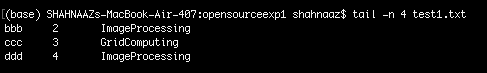 [(base) SHAHNAAZs-MacBook-Air-407:opensourceexp1 shahnaaz$ tail -n 4 test1.txt
bbb 2 ImageProcessing
ccc 3 GridComputing
ddd 4 ImageProcessing